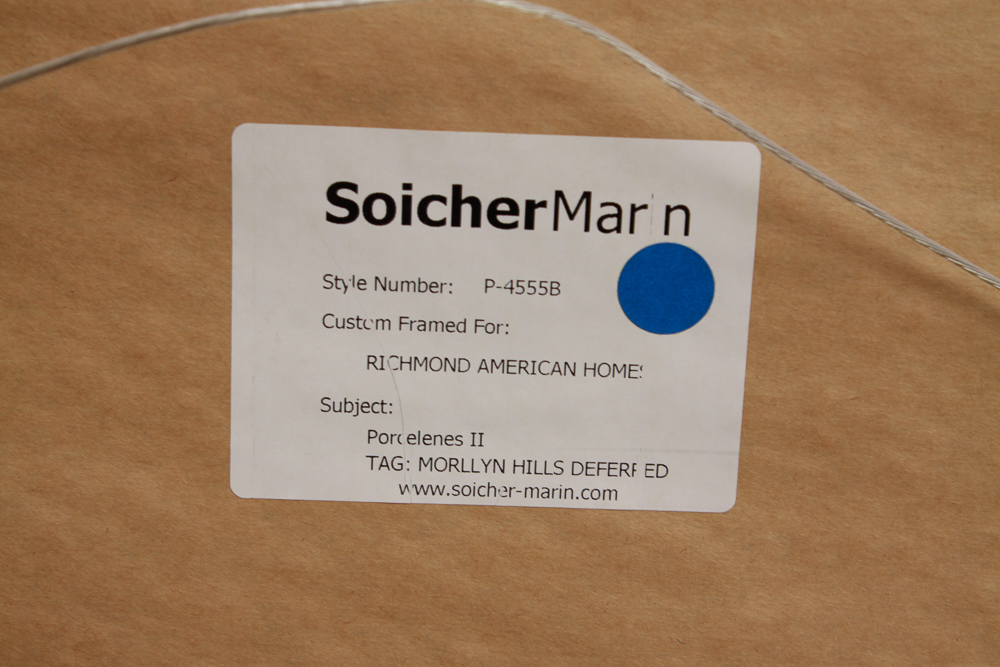 SoicherMarin
Style Number: P-4555B
Custom Framed For:
RICHMOND AMERICAN HOMES
Subject:
Porcelenes II
TAG: MORLLYN HILLS DEFERRED
www.soicher-marin.com